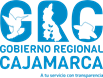 GRC
GOBIERNO REGIONAL
CAJAMARCA
A tu servicio con transparencia